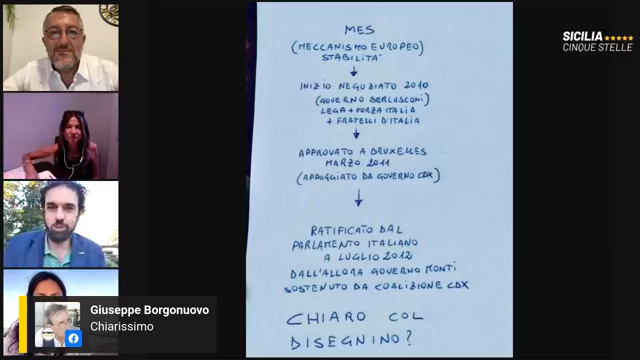 MES
(MECCANISMO EUROPEO)
STABILITA'
INIZIO NEGOZIATO 2010
(GOVERNO BERLUSCONI)
LEGA + FORZA ITALIA
+ FRATELLI D'ITALIA
APPROVATO A BRUXELLES
MARZO 2011
(APPOGGIATO DA GOVERNO CDX)
RATIFICATO DAL
PARLAMENTO ITALIANO
A LUGLIO 2012
DALL'ALLORA GOVERNO MONTI
SOSTENUTO DA COALIZIONE CDX
CHIARO COL
DISEGNINO?
SICILIA
CINQUE STELLE
Giuseppe Borgonuovo
Chiarissimo